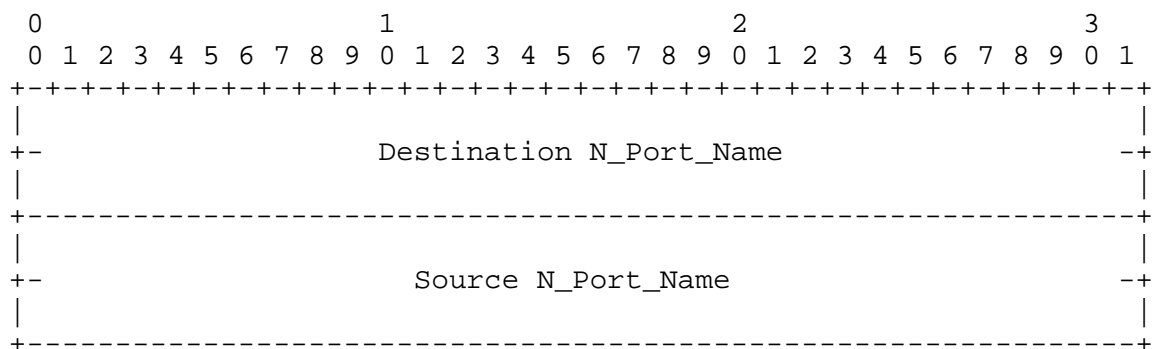 0                   1                   2                   3
 0 1 2 3 4 5 6 7 8 9 0 1 2 3 4 5 6 7 8 9 0 1 2 3 4 5 6 7 8 9 0 1
+-+-+-+-+-+-+-+-+-+-+-+-+-+-+-+-+-+-+-+-+-+-+-+-+-+-+-+-+-+-+-+-+
|                                                               |
+-                   Destination N_Port_Name                   -+
|                                                               |
+---------------------------------------------------------------+
|                                                               |
+-                     Source N_Port_Name                      -+
|                                                               |
+---------------------------------------------------------------+